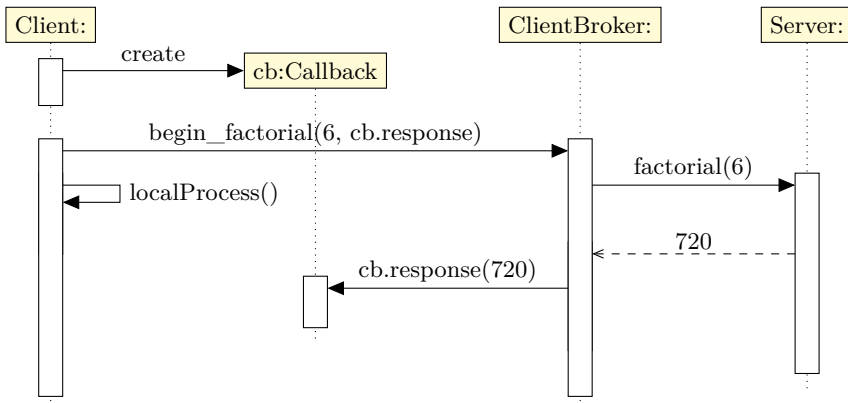 Client:
ClientBroker:
Server:
create
cb:Callback
begin_factorial(6, cb.response)
factorial(6)
localProcess()
720
cb.response(720)